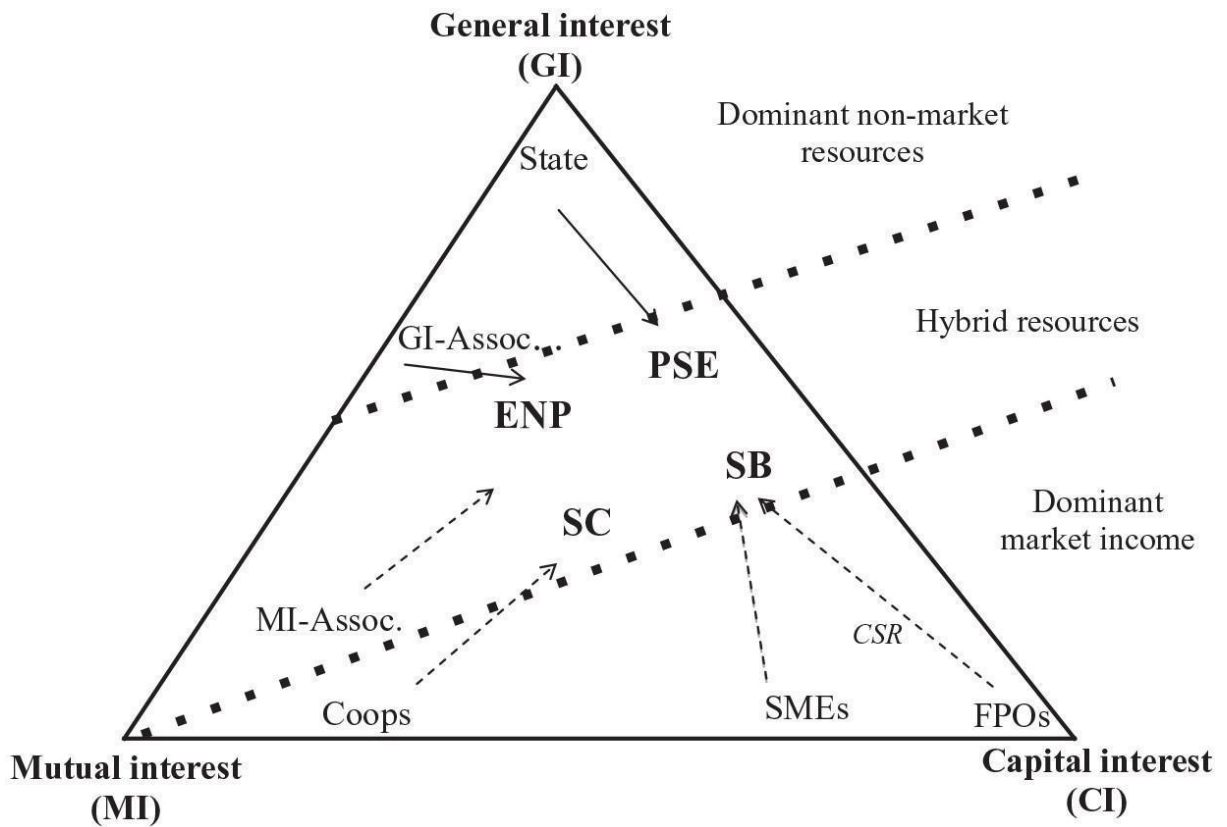 General interest
(GI)
Dominant non-market
resources
State
Hybrid resources
GI-Assoc...
PSE
ENP
SB
SC
Dominant
market income
MI-Assoc.
CSR
Coops
SMEs
FPOs
Mutual interest
(MI)
Capital interest
(CI)